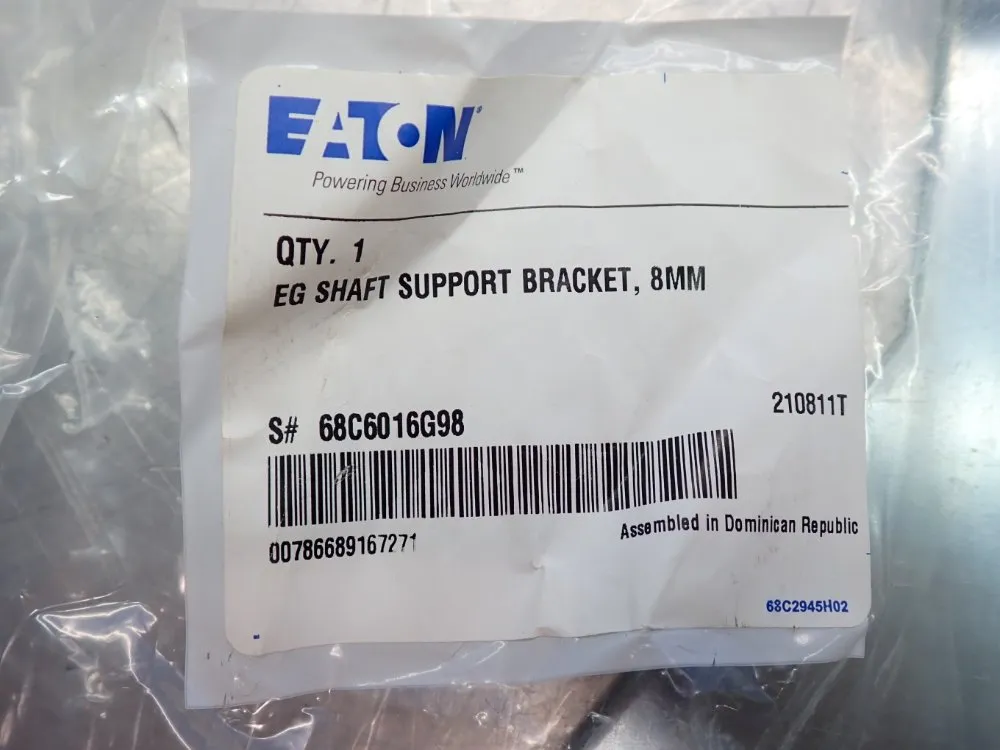 EATON®
Powering Business Worldwide™
QTY. 1
EG SHAFT SUPPORT BRACKET, 8MM
210811T
S# 68C6016G98
00786689167271
Assembled in Dominican Republic
68C2945H02